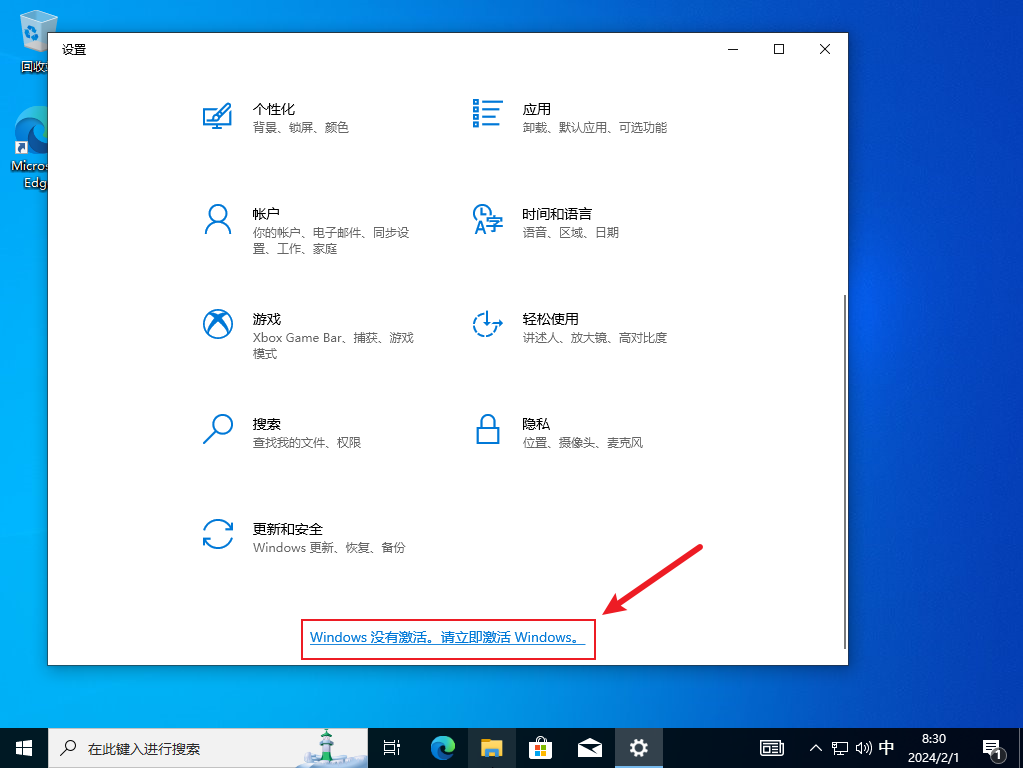 回收
设置
Micros
Edg
个性化
背景、锁屏、颜色
应用
卸载、默认应用、可选功能
帐户
你的帐户、电子邮件、同步设
置、工作、家庭
时间和语言
语音、区域、日期
游戏
Xbox Game Bar、捕获、游戏
模式
轻松使用
讲述人、放大镜、高对比度
搜索
查找我的文件、权限
隐私
位置、摄像头、麦克风
更新和安全
Windows 更新、恢复、备份
Windows 没有激活。请立即激活 Windows。
在此键入进行搜索
中
8:30
2024/2/1
1